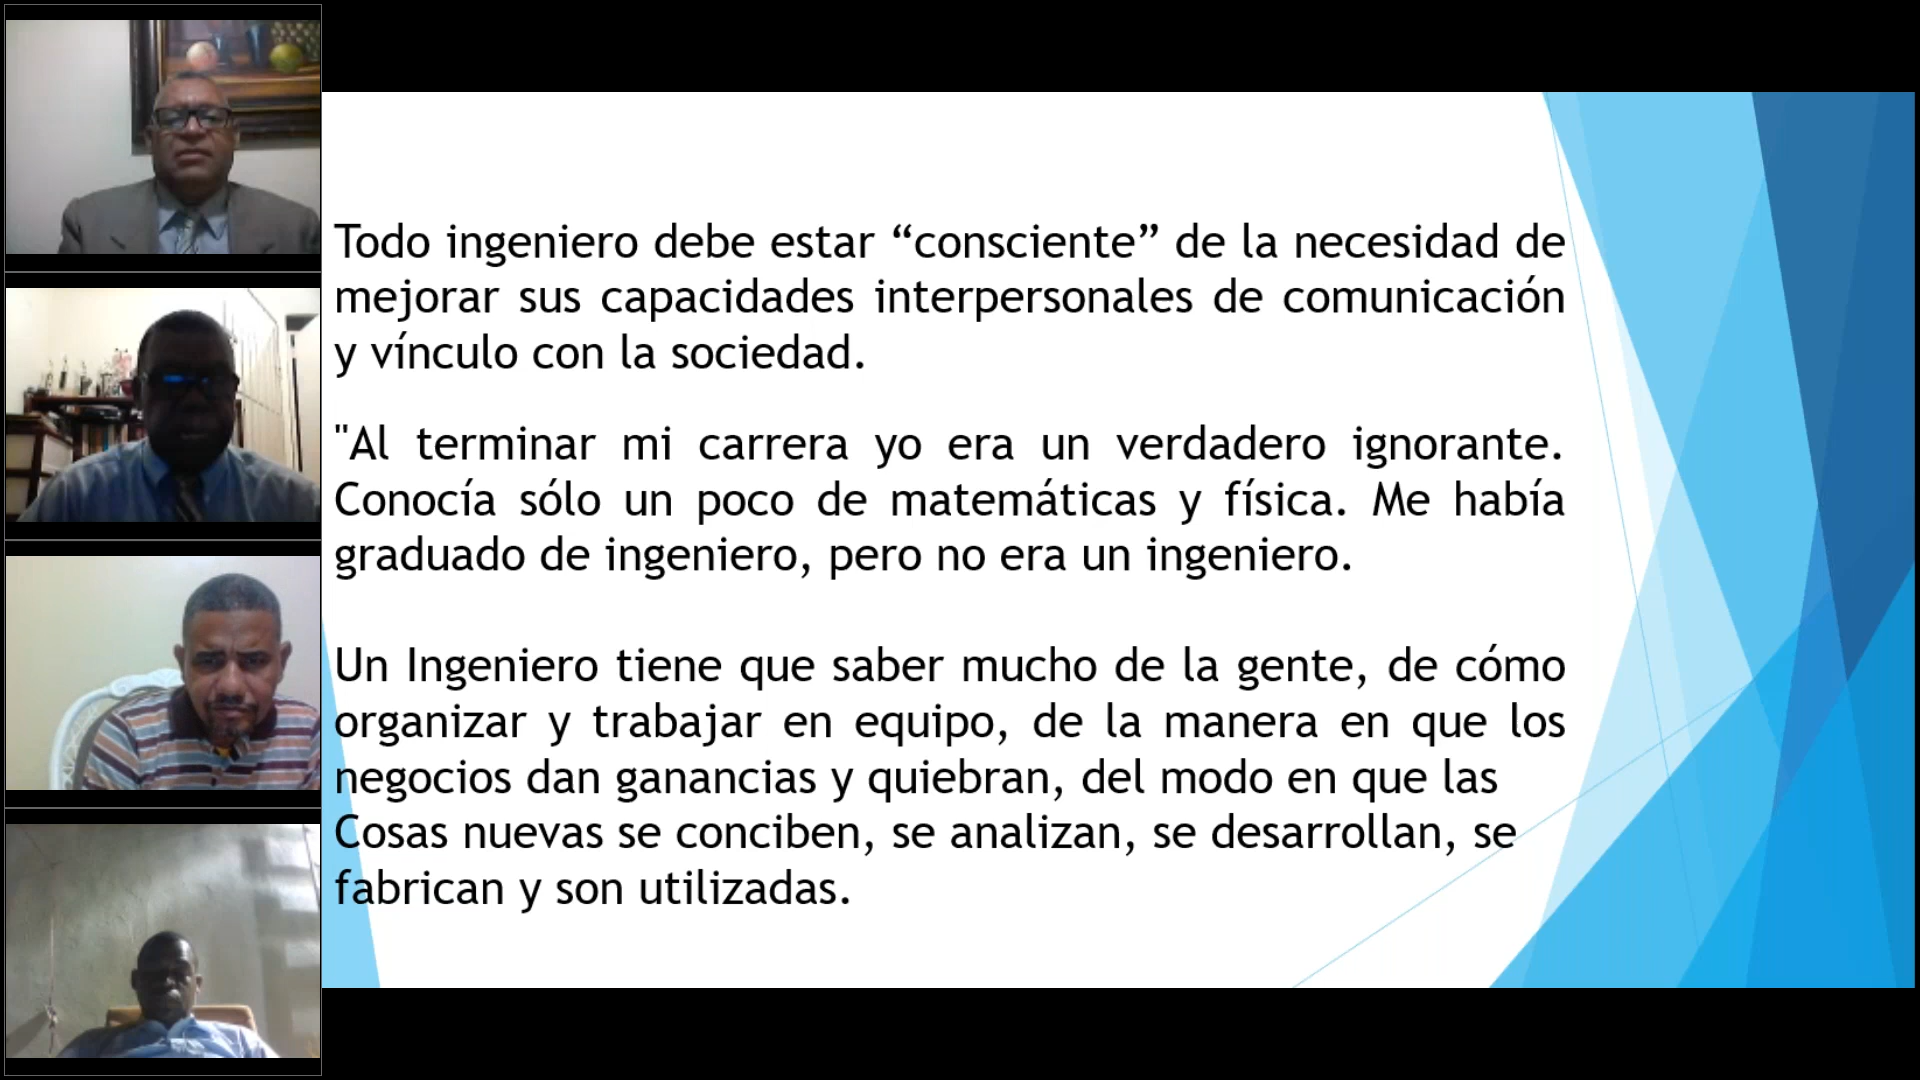 Todo ingeniero debe estar “consciente” de la necesidad de
mejorar sus capacidades interpersonales de comunicación
y vínculo con la sociedad.
"Al terminar mi carrera yo era un verdadero ignorante.
Conocía sólo un poco de matemáticas y física. Me había
graduado de ingeniero, pero no era un ingeniero.
Un Ingeniero tiene que saber mucho de la gente, de cómo
organizar y trabajar en equipo, de la manera en que los
negocios dan ganancias y quiebran, del modo en que las
Cosas nuevas se conciben, se analizan, se desarrollan, se
fabrican y son utilizadas.